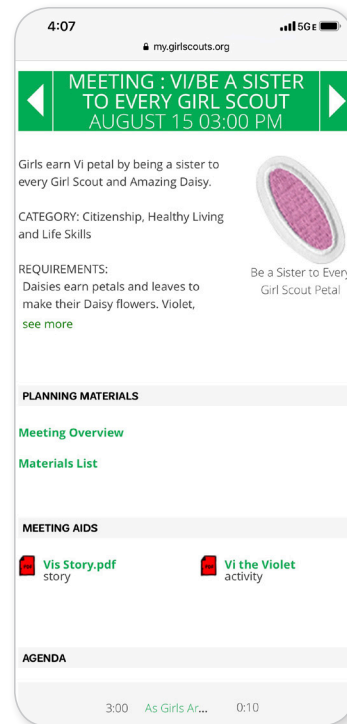 4:07
5G E
my.girlscouts.org
MEETING : VI/BE A SISTER
TO EVERY GIRL SCOUT
AUGUST 15 03:00 PM
Girls earn Vi petal by being a sister to
every Girl Scout and Amazing Daisy.
CATEGORY: Citizenship, Healthy Living
and Life Skills
REQUIREMENTS:
Daisies earn petals and leaves to
make their Daisy flowers. Violet,
see more
Be a Sister to Every
Girl Scout Petal
PLANNING MATERIALS
Meeting Overview
Materials List
MEETING AIDS
Vis Story.pdf
story
Vi the Violet
activity
AGENDA
3:00 As Girls Ar... 0:10